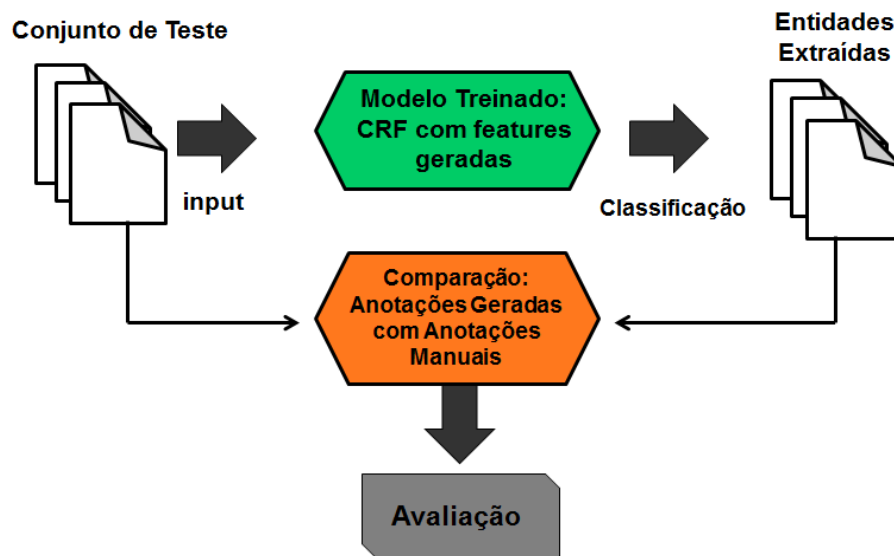 Conjunto de Teste
Entidades
Extraídas
Modelo Treinado:
CRF com features
geradas
input
Classificação
Comparação:
Anotações Geradas
com Anotações
Manuais
Avaliação